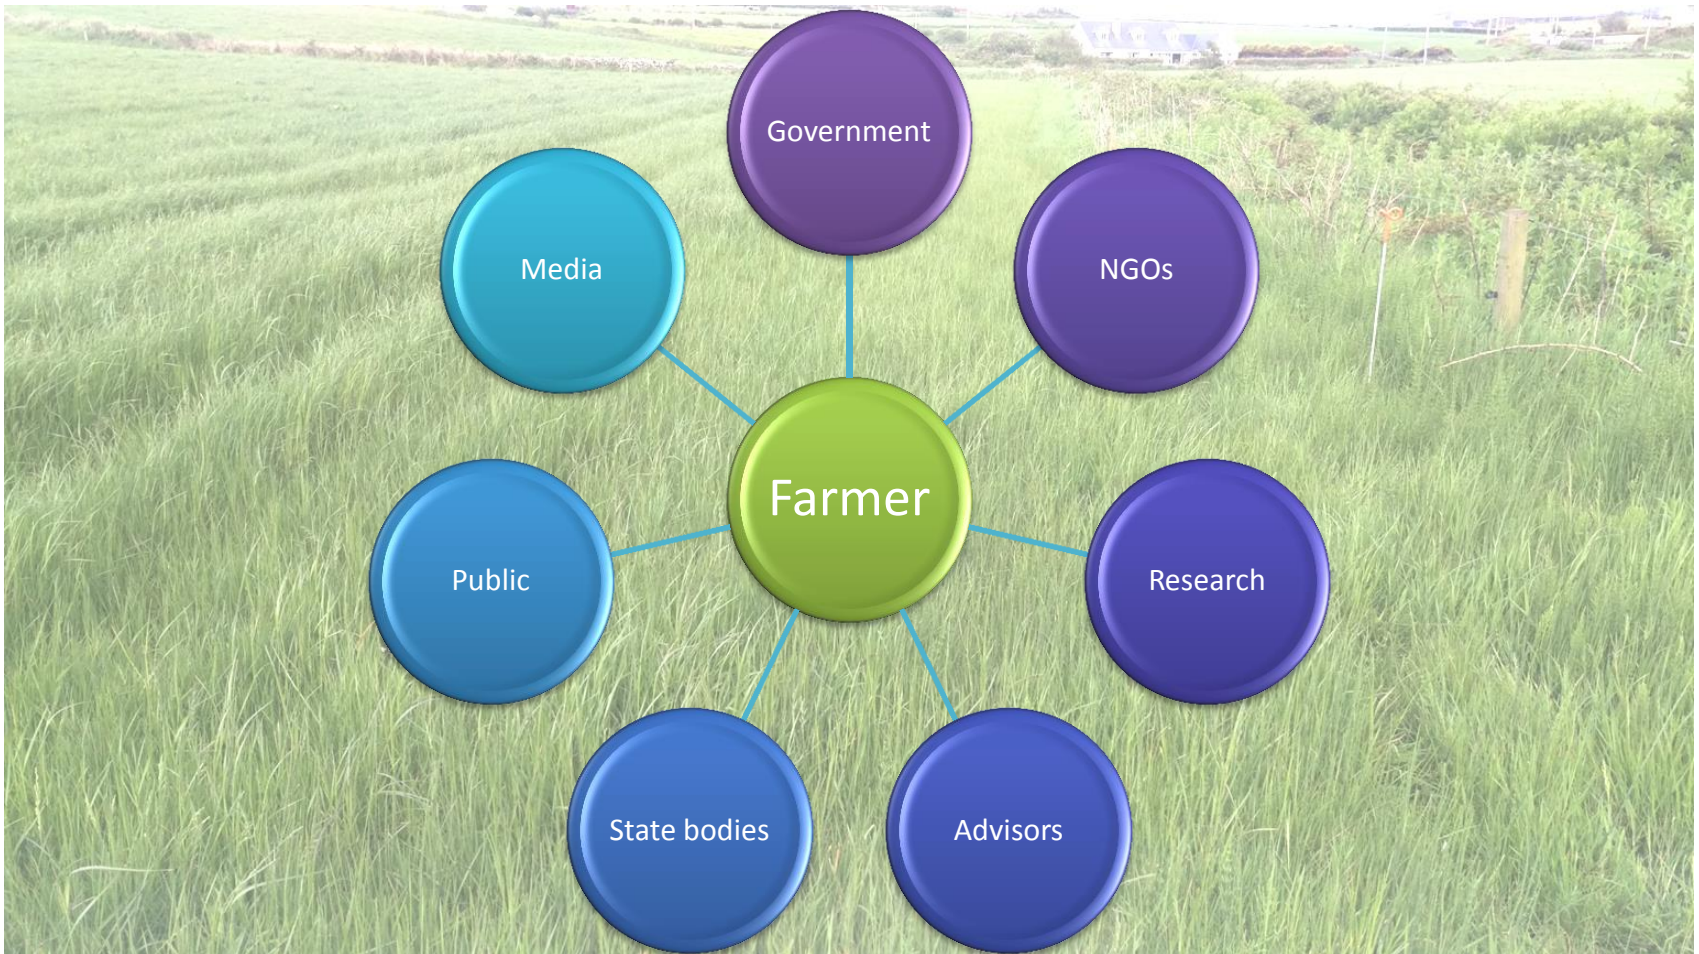 Government
Media
NGOs
Farmer
Public
Research
State bodies
Advisors